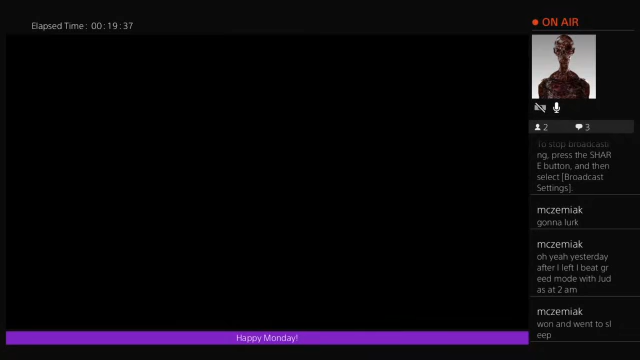 Elapsed Time : 00 : 19 : 37
ON AIR
2 3
To stop broadcasti
ng, press the SHAR
E button, and then
select [Broadcast
Settings].
mczemiak
gonna lurk
mczemiak
oh yeah yesterday
after I left I beat gr
eed mode with Jud
as at 2 am
mczemiak
won and went to sl
eep
Happy Monday!